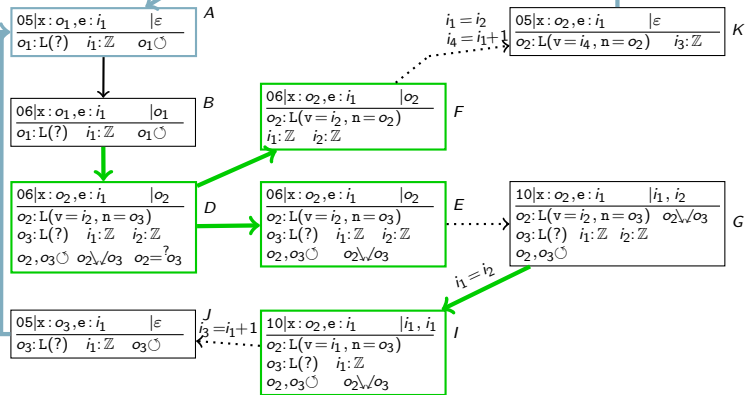 A
05|x:o₁,e:i₁ |ε
o₁:L(?) i₁:ℤ o₁↺
B
06|x:o₁,e:i₁ |o₁
o₁:L(?) i₁:ℤ o₁↺
D
06|x:o₂,e:i₁ |o₂
o₂:L(v=i₂,n=o₃)
o₃:L(?) i₁:ℤ i₂:ℤ
o₂,o₃↺ o₂\↙↘/o₃ o₂=?o₃
F
06|x:o₂,e:i₁ |o₂
o₂:L(v=i₂,n=o₂)
i₁:ℤ i₂:ℤ
i₁=i₂
i₄=i₁+1
K
05|x:o₂,e:i₁ |ε
o₂:L(v=i₄,n=o₂) i₃:ℤ
E
06|x:o₂,e:i₁ |o₂
o₂:L(v=i₂,n=o₃)
o₃:L(?) i₁:ℤ i₂:ℤ
o₂,o₃↺ o₂\↙↘/o₃
G
10|x:o₂,e:i₁ |i₁,i₂
o₂:L(v=i₂,n=o₃) o₂\↙↘/o₃
o₃:L(?) i₁:ℤ i₂:ℤ
o₂,o₃↺
i₁=i₂
I
10|x:o₂,e:i₁ |i₁,i₁
o₂:L(v=i₁,n=o₃)
o₃:L(?) i₁:ℤ
o₂,o₃↺ o₂\↙↘/o₃
i₃=i₁+1
J
05|x:o₃,e:i₁ |ε
o₃:L(?) i₁:ℤ o₃↺